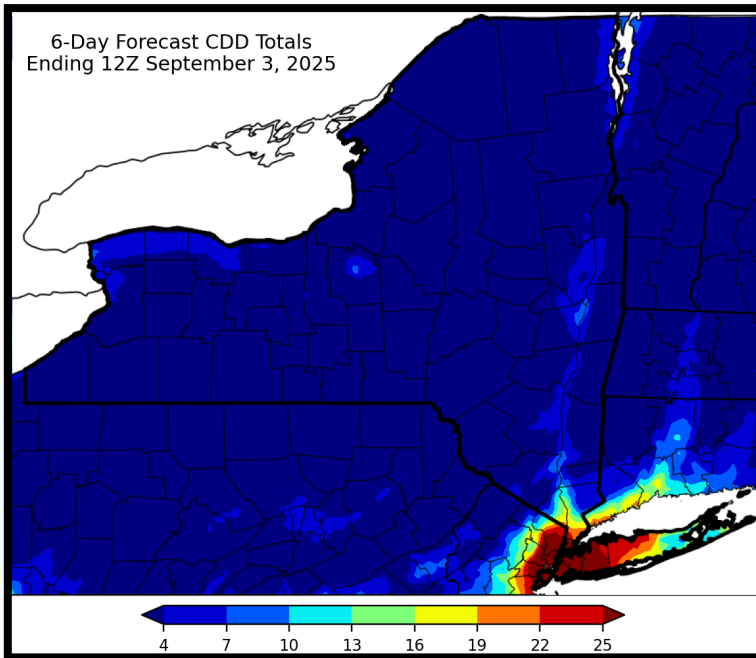 6-Day Forecast CDD Totals
Ending 12Z September 3, 2025
4 7 10 13 16 19 22 25